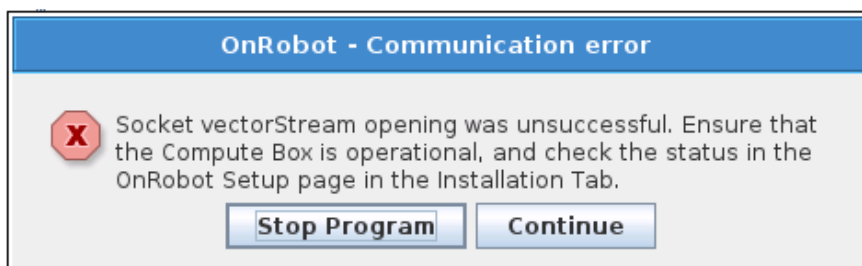 OnRobot - Communication error
X
Socket vectorStream opening was unsuccessful. Ensure that
the Compute Box is operational, and check the status in the
OnRobot Setup page in the Installation Tab.
Stop Program Continue